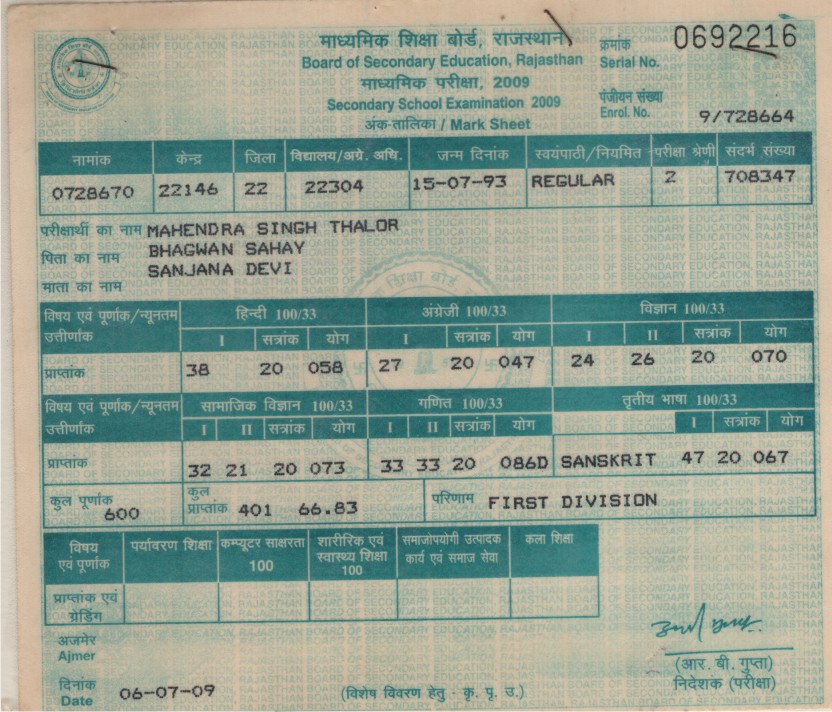 माध्यमिक शिक्षा बोर्ड, राजस्थान
क्रमांक 0692216
Board of Secondary Education, Rajasthan
Serial No.
माध्यमिक परीक्षा, 2009
Secondary School Examination 2009
पंजीयन संख्या
Enrol. No. 9/728664
अंक-तालिका / Mark Sheet
नामांक केन्द्र जिला विद्यालय/अग्रे. अधि. जन्म दिनांक स्वयंपाठी/नियमित परीक्षा श्रेणी संदर्भ संख्या
0728670 22146 22 22304 15-07-93 REGULAR 2 708347
परीक्षार्थी का नाम MAHENDRA SINGH THALOR
पिता का नाम BHAGWAN SAHAY
माता का नाम SANJANA DEVI
विषय एवं पूर्णांक/न्यूनतम उत्तीर्णांक हिन्दी 100/33 अंग्रेजी 100/33 विज्ञान 100/33
I सत्रांक योग I सत्रांक योग I II सत्रांक योग
प्राप्तांक 38 20 058 27 20 047 24 26 20 070
विषय एवं पूर्णांक/न्यूनतम उत्तीर्णांक सामाजिक विज्ञान 100/33 गणित 100/33 तृतीय भाषा 100/33
I II सत्रांक योग I II सत्रांक योग I सत्रांक योग
प्राप्तांक 32 21 20 073 33 33 20 086D SANSKRIT 47 20 067
कुल पूर्णांक 600 कुल प्राप्तांक 401 66.83 परिणाम FIRST DIVISION
विषय एवं पूर्णांक पर्यावरण शिक्षा कम्प्यूटर साक्षरता 100 शारीरिक एवं स्वास्थ्य शिक्षा 100 समाजोपयोगी उत्पादक कार्य एवं समाज सेवा कला शिक्षा
प्राप्तांक एवं ग्रेडिंग
अजमेर
Ajmer
(आर. बी. गुप्ता)
दिनांक
Date 06-07-09
(विशेष विवरण हेतु - कृ. पृ. उ.)
निदेशक (परीक्षा)